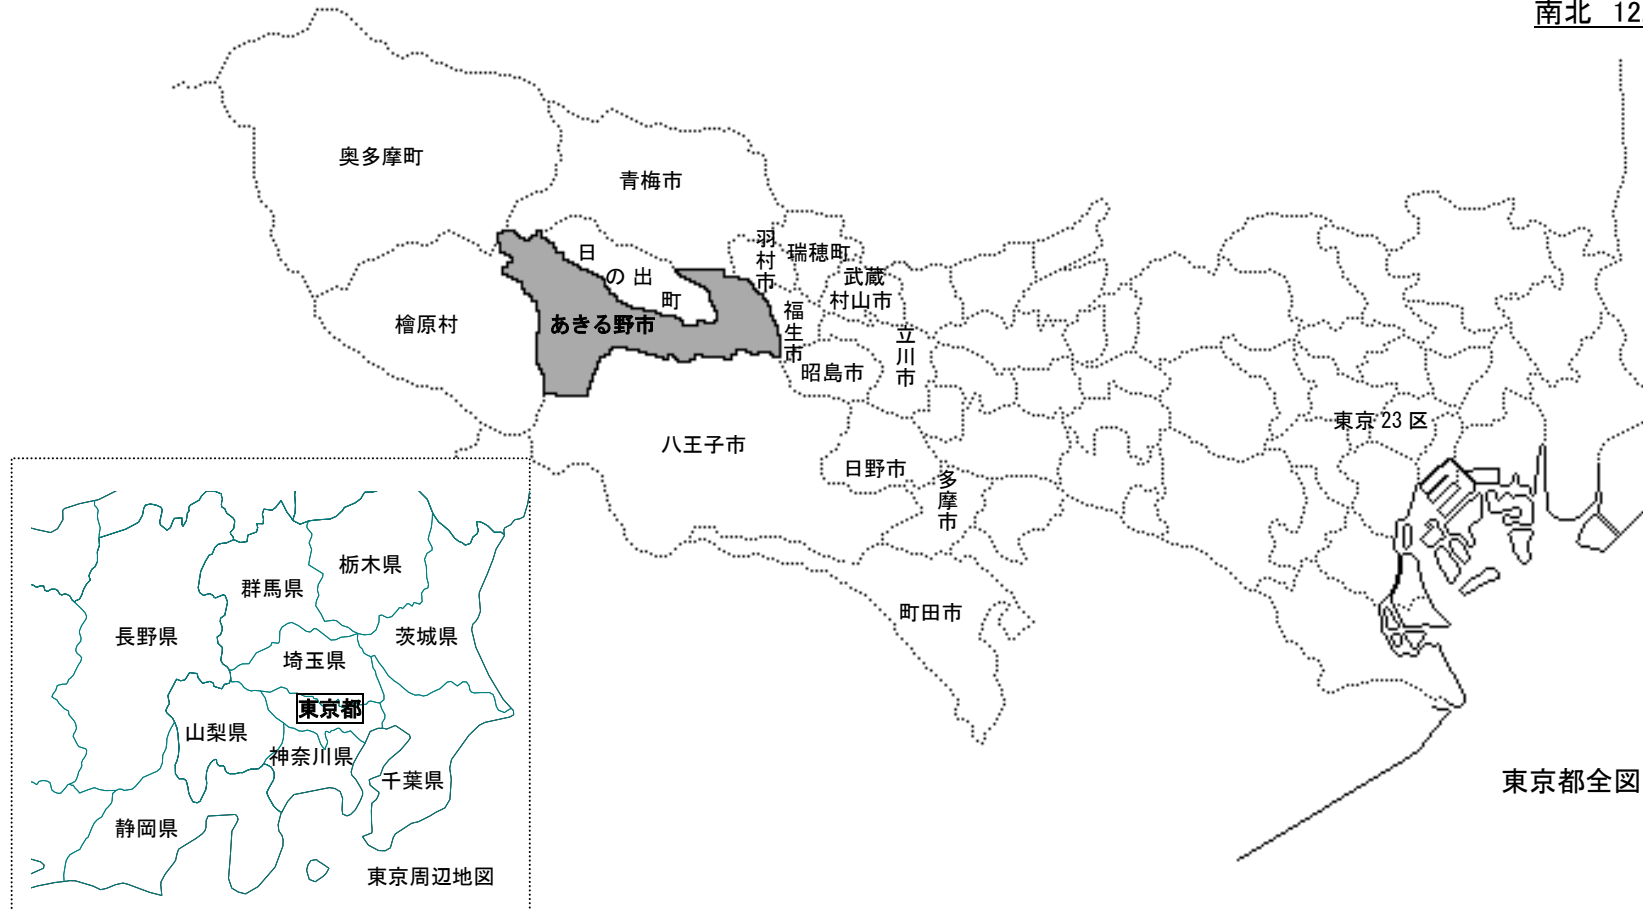 南北 12
奥多摩町
青梅市
日の出町
羽村市
瑞穂町
武蔵
村山市
檜原村
あきる野市
福生市
立川市
昭島市
東京23区
八王子市
日野市
多摩市
町田市
東京都全図
栃木県
群馬県
長野県
茨城県
埼玉県
東京都
山梨県
神奈川県
千葉県
静岡県
東京周辺地図